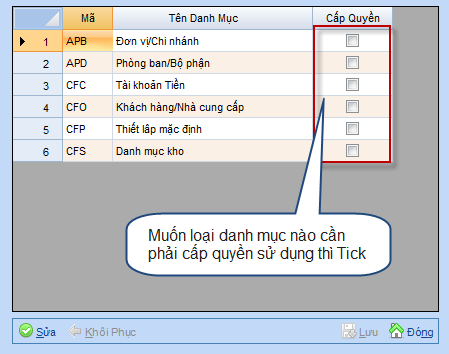 Mã Tên Danh Mục Cấp Quyền
1 APB Đơn vị/Chi nhánh
2 APD Phòng ban/Bộ phận
3 CFC Tài khoản Tiền
4 CFO Khách hàng/Nhà cung cấp
5 CFP Thiết lâp mặc định
6 CFS Danh mục kho
Muốn loại danh mục nào cần
phải cấp quyền sử dụng thì Tick
Sửa Khôi Phục Lưu Đóng